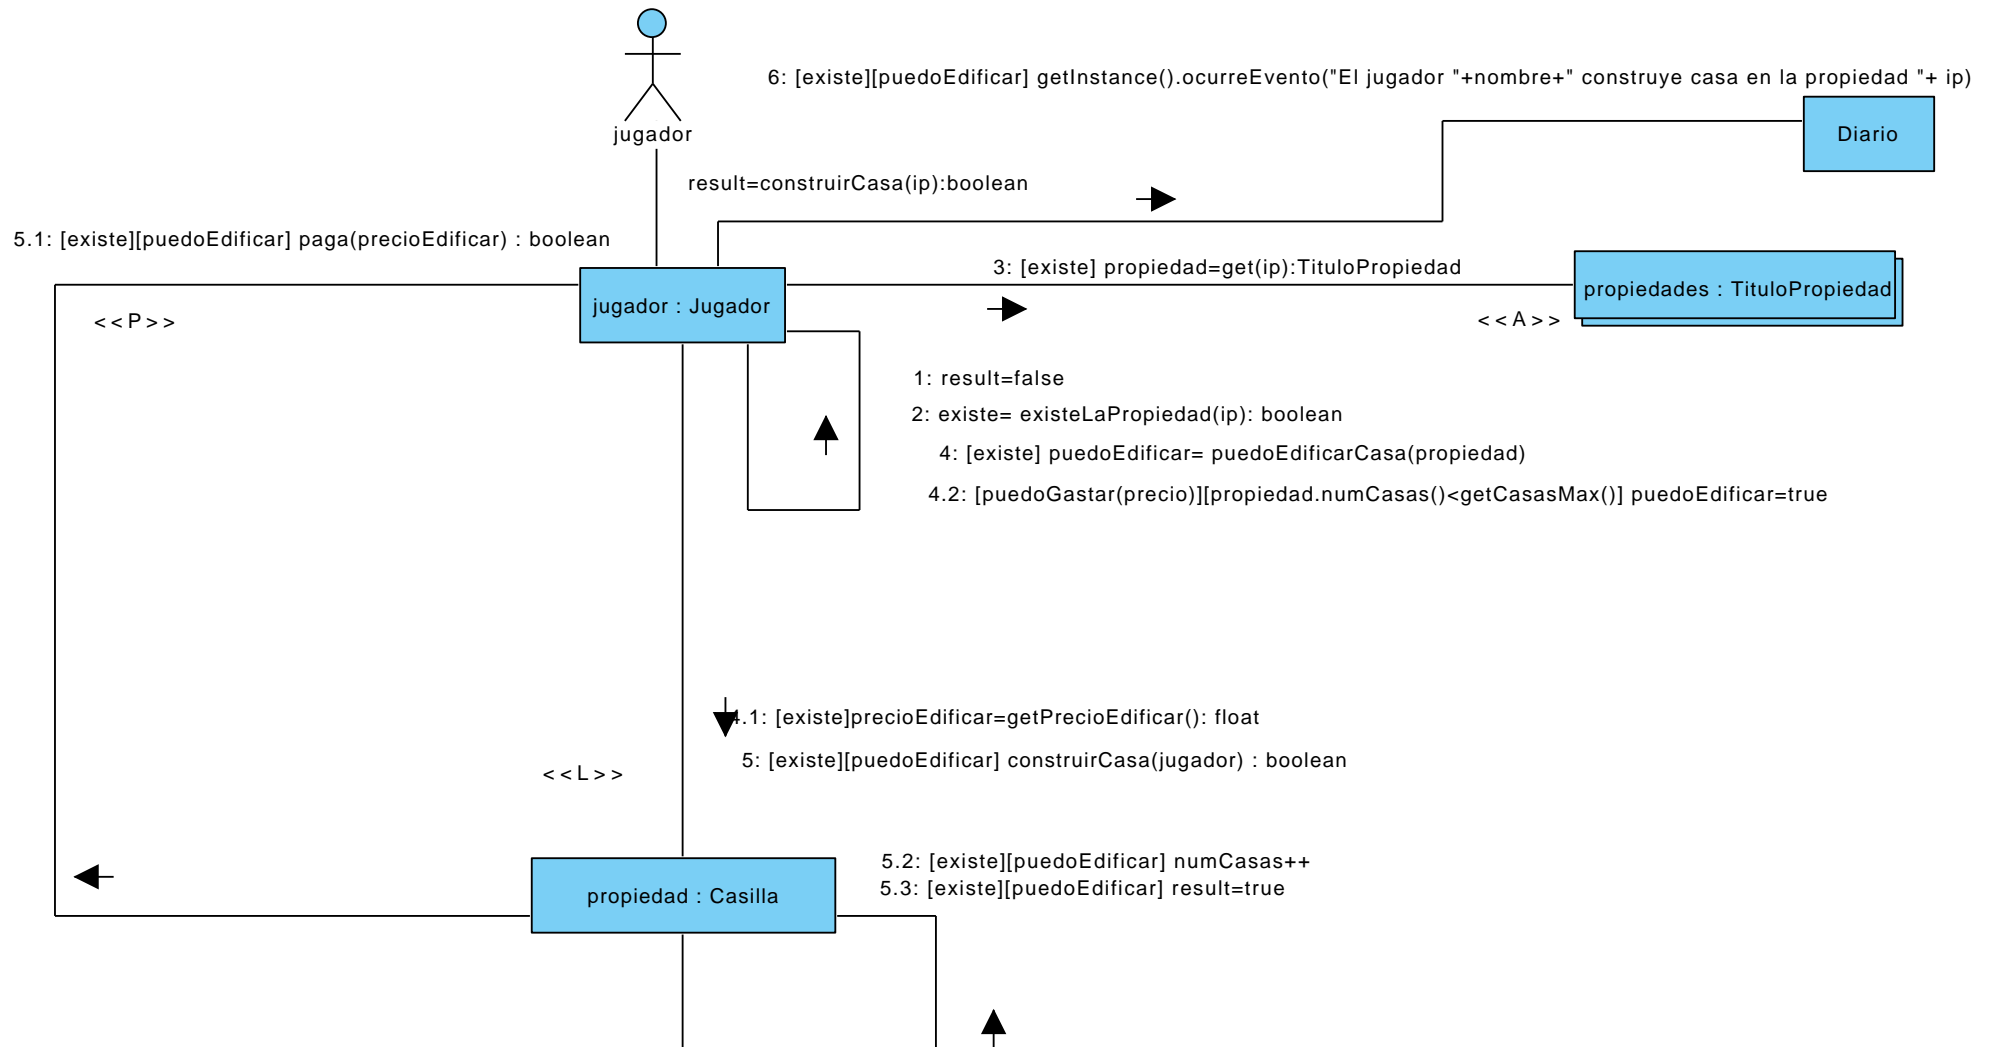 6: [existe][puedoEdificar] getInstance().ocurreEvento("El jugador "+nombre+" construye casa en la propiedad "+ ip)
jugador
Diario
result=construirCasa(ip):boolean
5.1: [existe][puedoEdificar] paga(precioEdificar) : boolean
3: [existe] propiedad=get(ip):TituloPropiedad
jugador : Jugador
propiedades : TituloPropiedad
<<P>>
<<A>>
1: result=false
2: existe= existeLaPropiedad(ip): boolean
4: [existe] puedoEdificar= puedoEdificarCasa(propiedad)
4.2: [puedoGastar(precio)][propiedad.numCasas()<getCasasMax()] puedoEdificar=true
4.1: [existe]precioEdificar=getPrecioEdificar(): float
5: [existe][puedoEdificar] construirCasa(jugador) : boolean
<<L>>
5.2: [existe][puedoEdificar] numCasas++
5.3: [existe][puedoEdificar] result=true
propiedad : Casilla